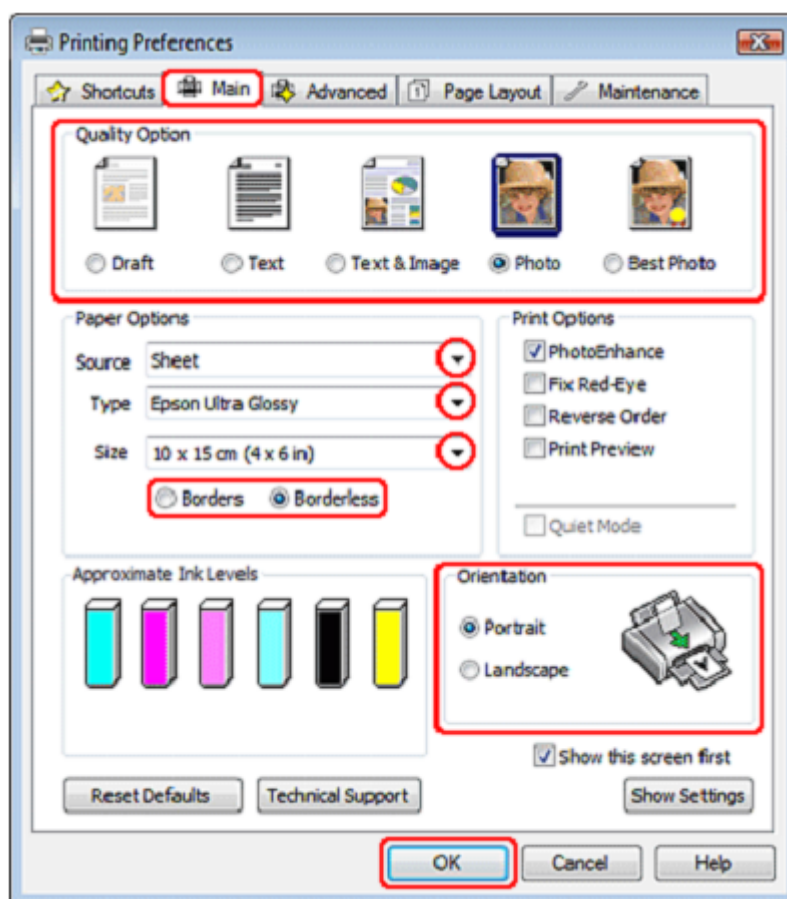 Printing Preferences
Shortcuts Main Advanced 1 Page Layout Maintenance
Quality Option
Draft Text Text & Image Photo Best Photo
Paper Options
Source Sheet
Type Epson Ultra Glossy
Size 10 x 15 cm (4 x 6 in)
Borders Borderless
Print Options
PhotoEnhance
Fix Red-Eye
Reverse Order
Print Preview
Quiet Mode
Approximate Ink Levels
Orientation
Portrait
Landscape
Show this screen first
Reset Defaults Technical Support Show Settings
OK Cancel Help